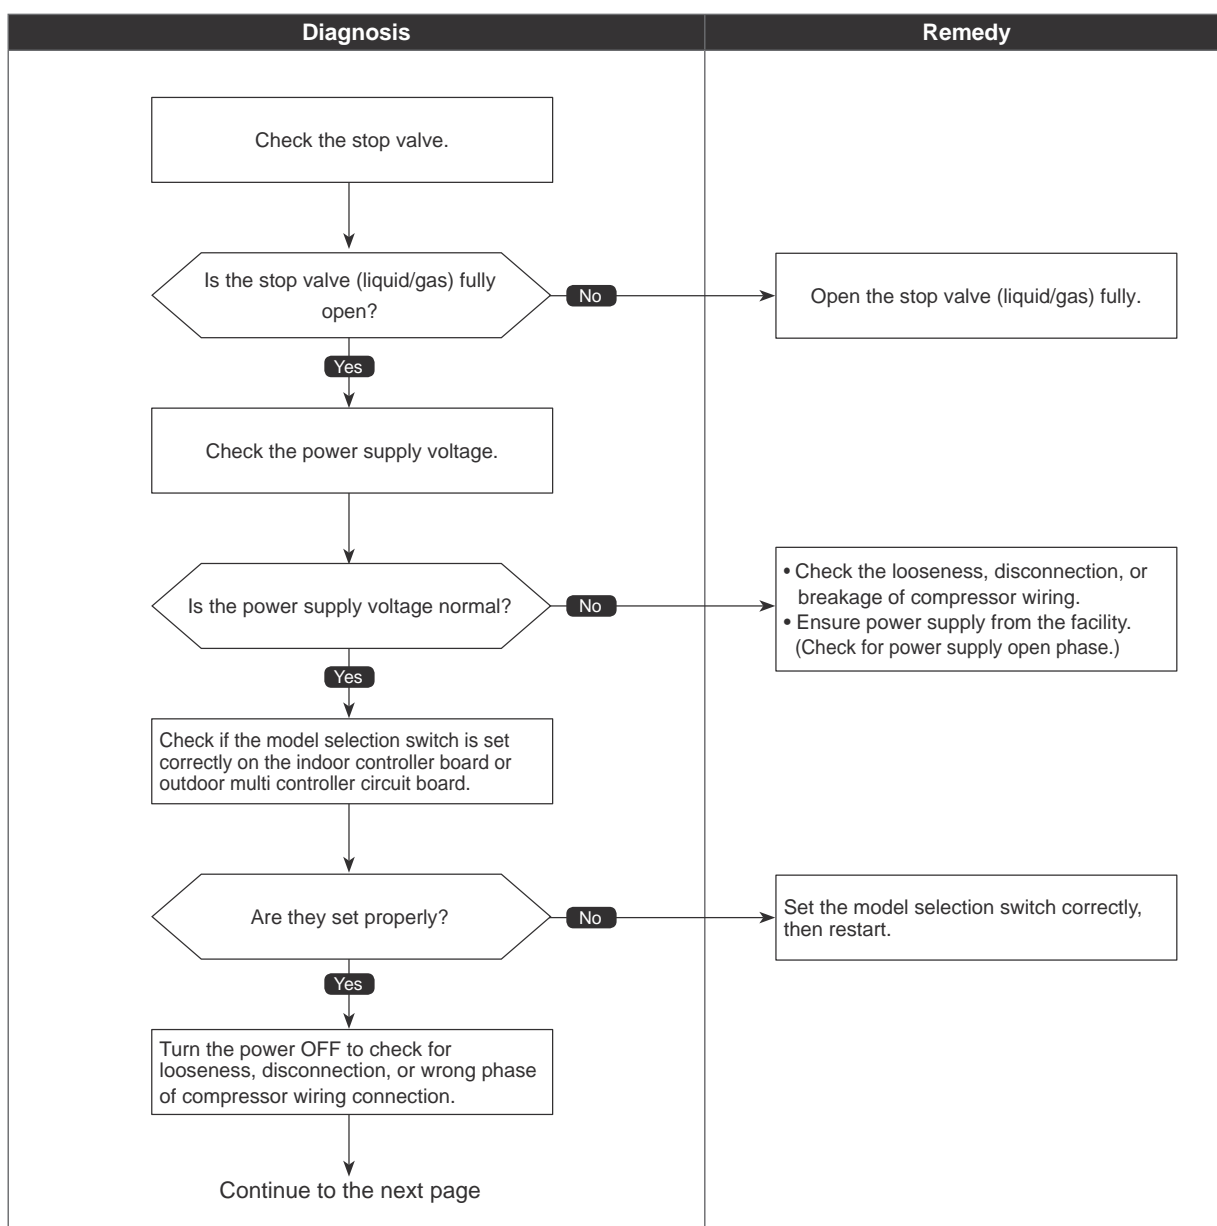 Diagnosis
Remedy
Check the stop valve.
Is the stop valve (liquid/gas) fully
open?
No
Open the stop valve (liquid/gas) fully.
Yes
Check the power supply voltage.
Is the power supply voltage normal?
No
• Check the looseness, disconnection, or
breakage of compressor wiring.
• Ensure power supply from the facility.
(Check for power supply open phase.)
Yes
Check if the model selection switch is set
correctly on the indoor controller board or
outdoor multi controller circuit board.
Are they set properly?
No
Set the model selection switch correctly,
then restart.
Yes
Turn the power OFF to check for
looseness, disconnection, or wrong phase
of compressor wiring connection.
Continue to the next page